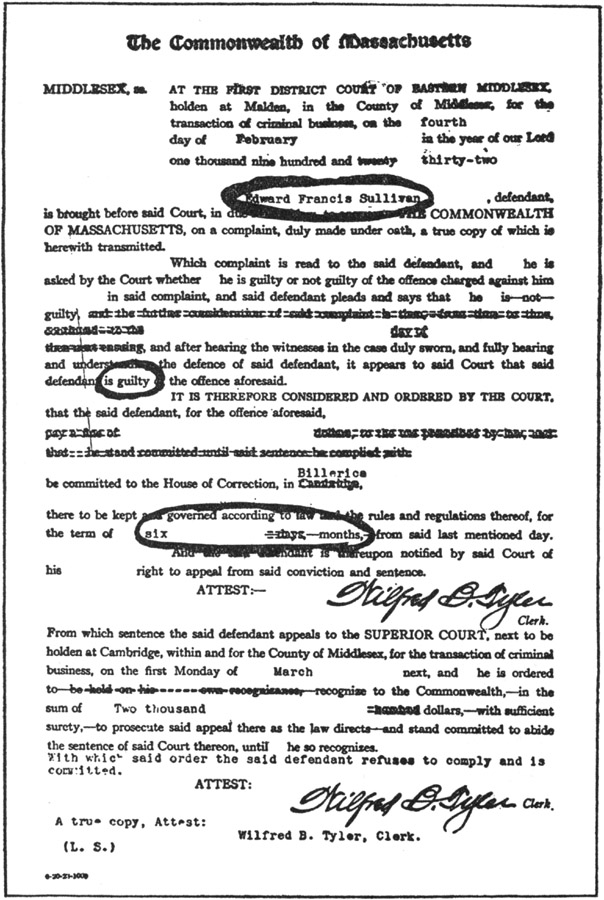 The Commonwealth of Massachusetts
MIDDLESEX, ss. AT THE FIRST DISTRICT COURT OF EASTERN MIDDLESEX,
holden at Malden, in the County of Middlesex, for the
transaction of criminal business, on the fourth
day of February in the year of our Lord
one thousand nine hundred and twenty thirty-two
Edward Francis Sullivan, defendant,
is brought before said Court, in THE COMMONWEALTH
OF MASSACHUSETTS, on a complaint, duly made under oath, a true copy of which is
herewith transmitted.
Which complaint is read to the said defendant, and he is
asked by the Court whether he is guilty or not guilty of the offence charged against him
in said complaint, and said defendant pleads and says that he is not
guilty and the further consideration of said complaint is then, from time to time,
continued to the day of
then next ensuing, and after hearing the witnesses in the case duly sworn, and fully hearing
and understanding the defence of said defendant, it appears to said Court that said
defendant is guilty of the offence aforesaid.
IT IS THEREFORE CONSIDERED AND ORDERED BY THE COURT,
that the said defendant, for the offence aforesaid,
pay a fine of dollars, to the use prescribed by law, and
that he stand committed until said sentence be complied with
Billerica
be committed to the House of Correction, in Cambridge,
there to be kept and governed according to law and the rules and regulations thereof, for
the term of six days, months, from said last mentioned day.
And the said defendant is thereupon notified by said Court of
his right to appeal from said conviction and sentence.
ATTEST:— Wilfred B. Tyler
Clerk.
From which sentence the said defendant appeals to the SUPERIOR COURT, next to be
holden at Cambridge, within and for the County of Middlesex, for the transaction of criminal
business, on the first Monday of March next, and he is ordered
to be held on his own recognizance, recognize to the Commonwealth,—in the
sum of Two thousand hundred dollars,—with sufficient
surety,—to prosecute said appeal there as the law directs—and stand committed to abide
the sentence of said Court thereon, until he so recognizes.
With which said order the said defendant refuses to comply and is
committed.
ATTEST: Wilfred B. Tyler Clerk.
A true copy, Attest:
Wilfred B. Tyler, Clerk.
(L. S.)